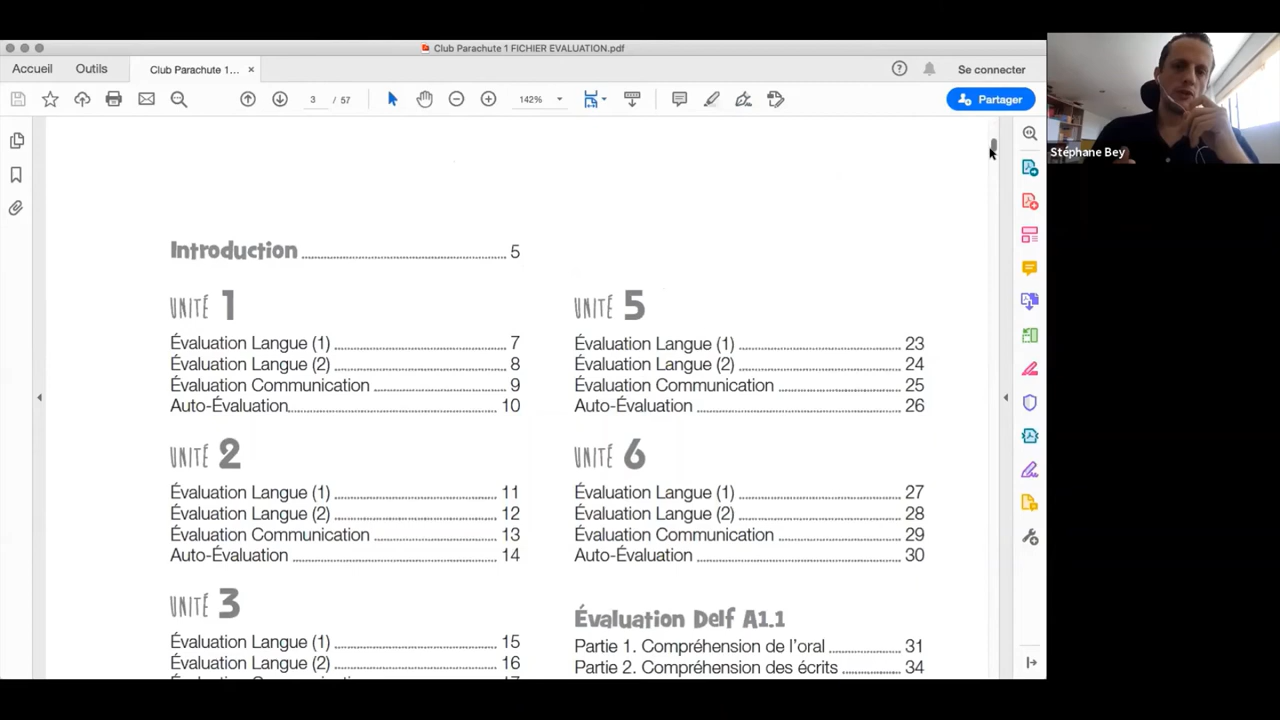 Club Parachute 1 FICHIER EVALUATION.pdf
Accueil
Outils
Club Parachute 1...
Se connecter
3 / 57
142%
Partager
Stéphane Bey
Introduction 5
UNITÉ 1
Évaluation Langue (1) 7
Évaluation Langue (2) 8
Évaluation Communication 9
Auto-Évaluation 10
UNITÉ 2
Évaluation Langue (1) 11
Évaluation Langue (2) 12
Évaluation Communication 13
Auto-Évaluation 14
UNITÉ 3
Évaluation Langue (1) 15
Évaluation Langue (2) 16
UNITÉ 5
Évaluation Langue (1) 23
Évaluation Langue (2) 24
Évaluation Communication 25
Auto-Évaluation 26
UNITÉ 6
Évaluation Langue (1) 27
Évaluation Langue (2) 28
Évaluation Communication 29
Auto-Évaluation 30
Évaluation Delf A1.1
Partie 1. Compréhension de l'oral 31
Partie 2. Compréhension des écrits 34